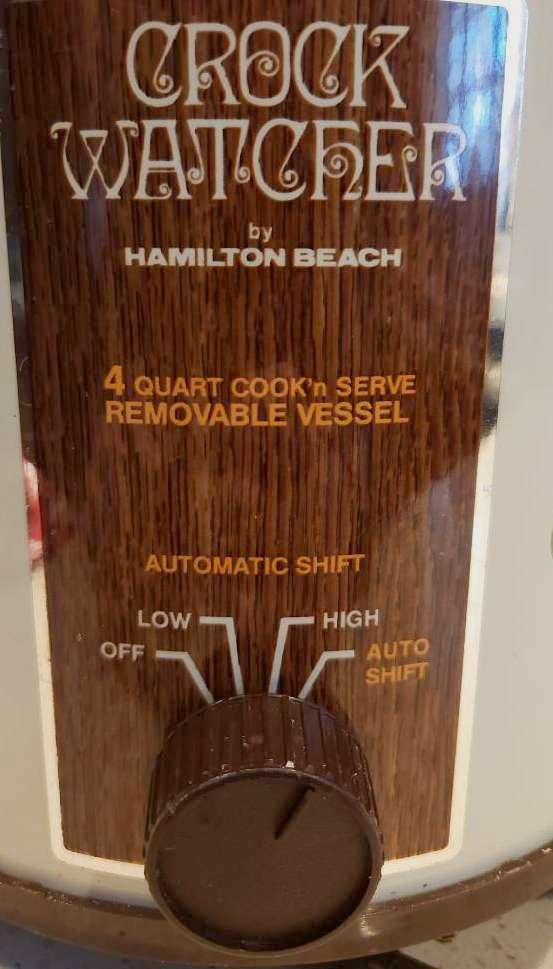 CROCK
WATCHER
by
HAMILTON BEACH
4 QUART COOK'n SERVE
REMOVABLE VESSEL
AUTOMATIC SHIFT
LOW HIGH
OFF AUTO
SHIFT